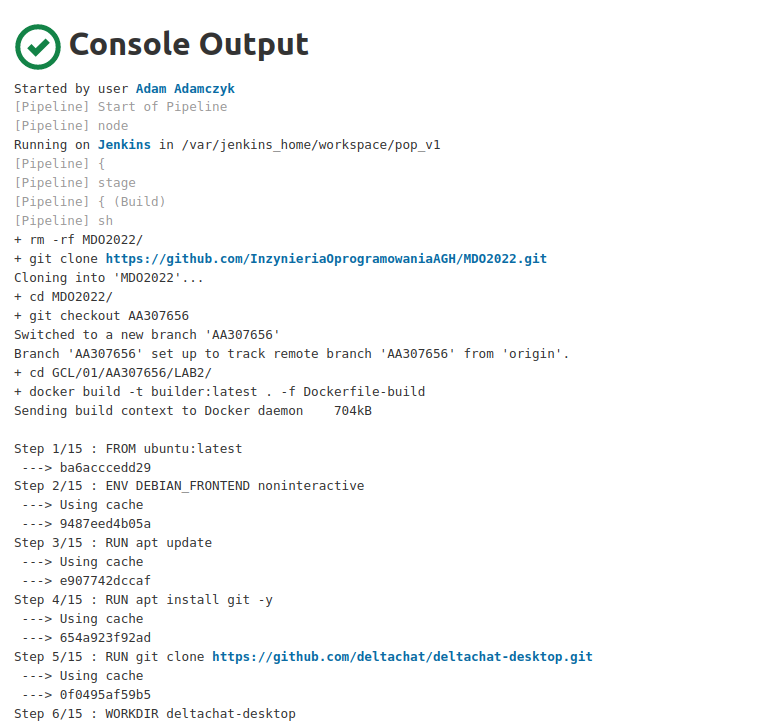 Console Output
Started by user Adam Adamczyk
[Pipeline] Start of Pipeline
[Pipeline] node
Running on Jenkins in /var/jenkins_home/workspace/pop_v1
[Pipeline] {
[Pipeline] stage
[Pipeline] { (Build)
[Pipeline] sh
+ rm -rf MDO2022/
+ git clone https://github.com/InzynieriaOprogramowaniaAGH/MDO2022.git
Cloning into 'MDO2022'...
+ cd MDO2022/
+ git checkout AA307656
Switched to a new branch 'AA307656'
Branch 'AA307656' set up to track remote branch 'AA307656' from 'origin'.
+ cd GCL/01/AA307656/LAB2/
+ docker build -t builder:latest . -f Dockerfile-build
Sending build context to Docker daemon    704kB
Step 1/15 : FROM ubuntu:latest
 ---> ba6acccedd29
Step 2/15 : ENV DEBIAN_FRONTEND noninteractive
 ---> Using cache
 ---> 9487eed4b05a
Step 3/15 : RUN apt update
 ---> Using cache
 ---> e907742dccaf
Step 4/15 : RUN apt install git -y
 ---> Using cache
 ---> 654a923f92ad
Step 5/15 : RUN git clone https://github.com/deltachat/deltachat-desktop.git
 ---> Using cache
 ---> 0f0495af59b5
Step 6/15 : WORKDIR deltachat-desktop